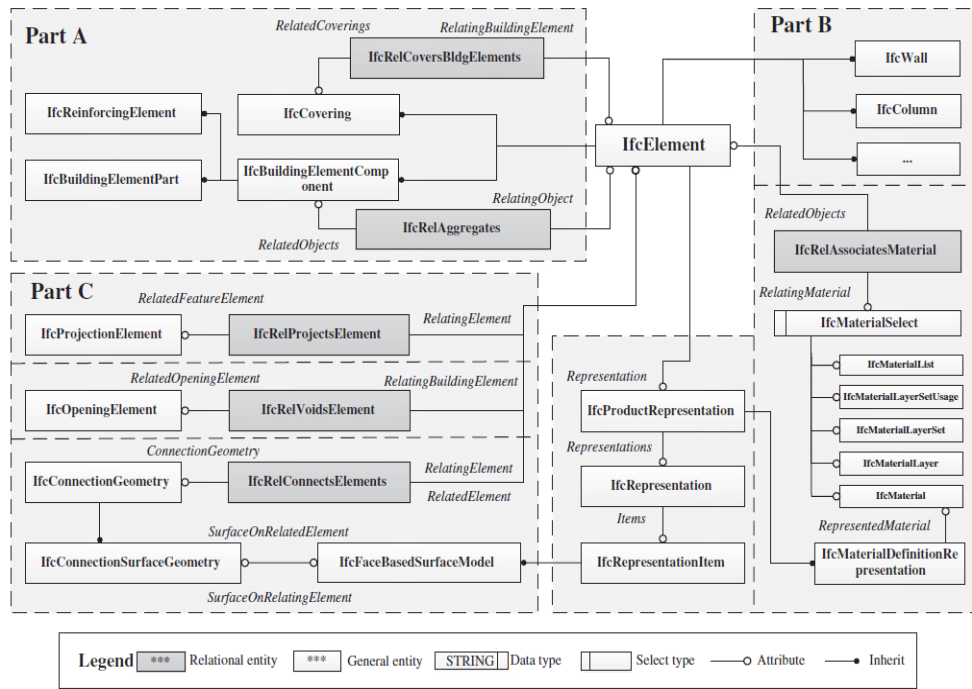 Part A
RelatedCoverings
RelatingBuildingElement
IfcRelCoversBldgElements
IfcReinforcingElement
IfcCovering
IfcBuildingElementPart
IfcBuildingElementComp
onent
RelatingObject
IfcRelAggregates
RelatedObjects
IfcElement
Part B
IfcWall
IfcColumn
...
RelatedObjects
IfcRelAssociatesMaterial
RelatingMaterial
IfcMaterialSelect
IfcMaterialList
IfcMaterialLayerSetUsage
IfcMaterialLayerSet
IfcMaterialLayer
IfcMaterial
RepresentedMaterial
IfcMaterialDefinitionRe
presentation
Part C
RelatedFeatureElement
IfcProjectionElement
IfcRelProjectsElement
RelatingElement
RelatedOpeningElement
RelatingBuildingElement
IfcOpeningElement
IfcRelVoidsElement
ConnectionGeometry
IfcConnectionGeometry
IfcRelConnectsElements
RelatingElement
RelatedElement
SurfaceOnRelatedElement
IfcConnectionSurfaceGeometry
IfcFaceBasedSurfaceModel
SurfaceOnRelatingElement
Representation
IfcProductRepresentation
Representations
IfcRepresentation
Items
IfcRepresentationItem
Legend
***
Relational entity
***
General entity
STRING
Data type
Select type
Attribute
Inherit